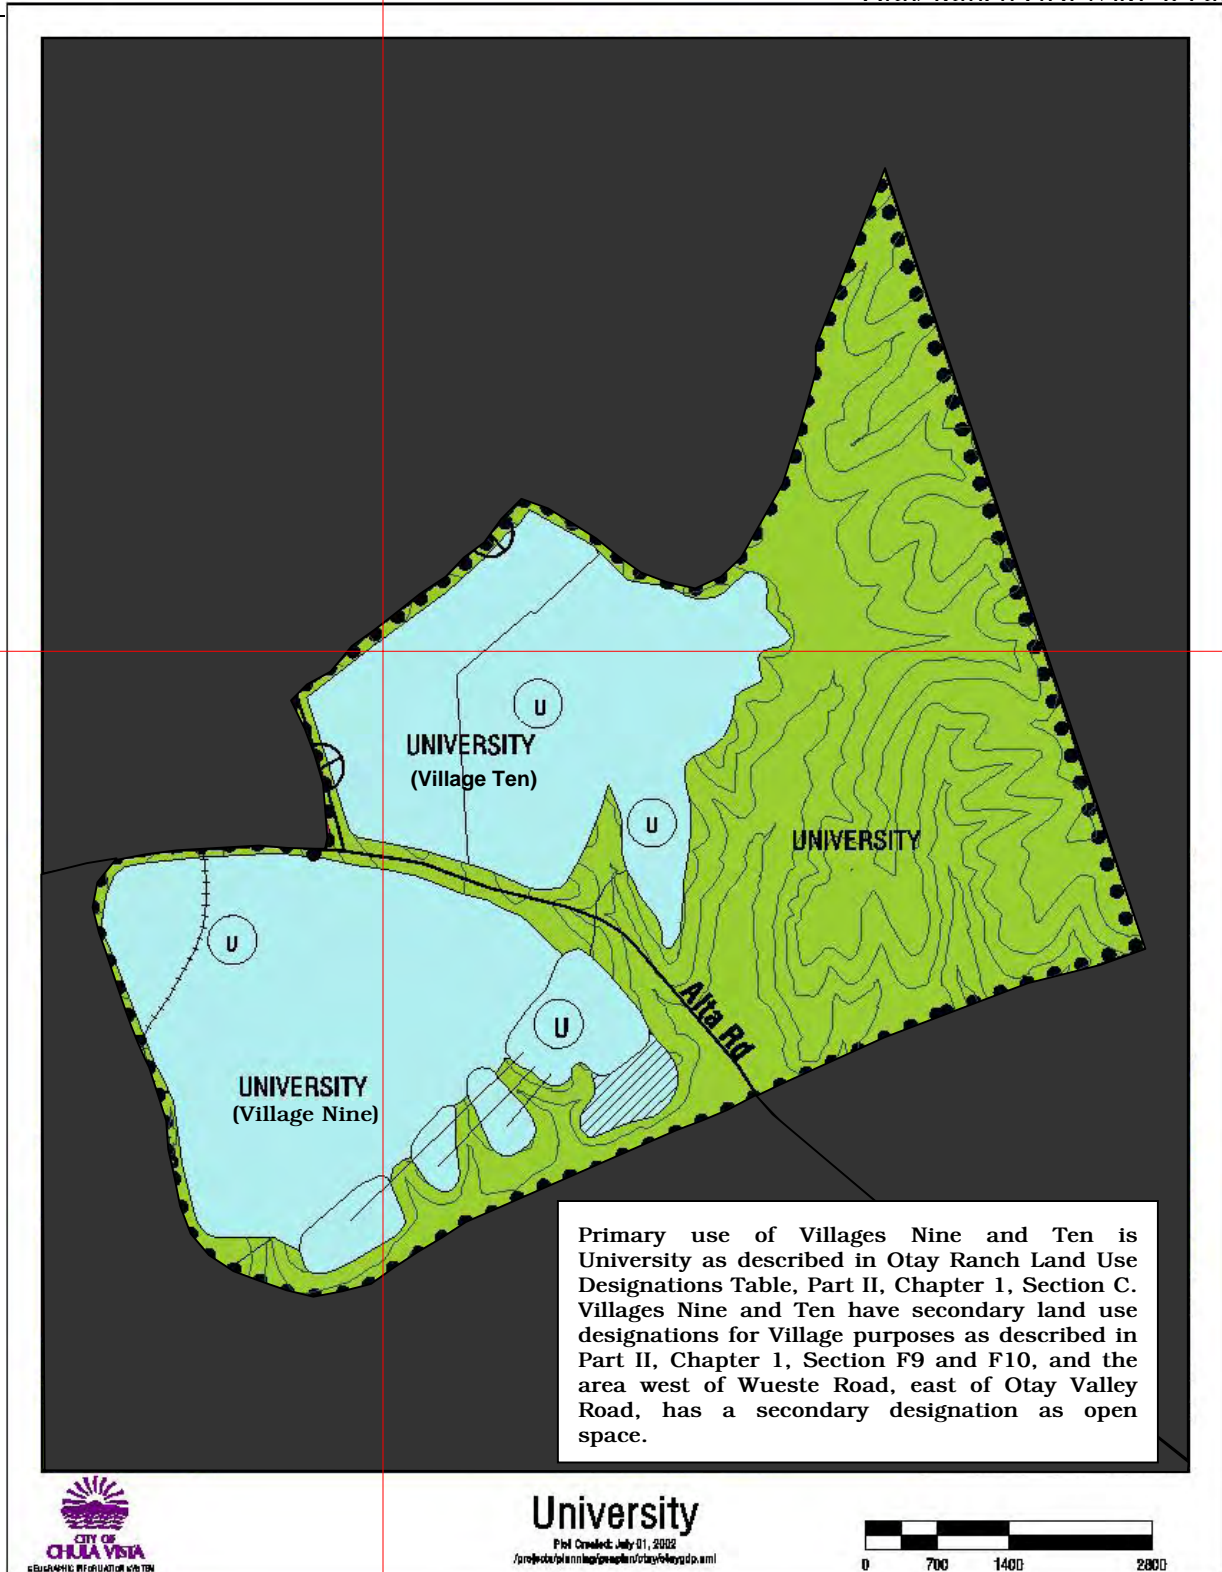 U
UNIVERSITY
(Village Ten)
U
UNIVERSITY
U
U
Alta Rd
UNIVERSITY
(Village Nine)
Primary use of Villages Nine and Ten is
University as described in Otay Ranch Land Use
Designations Table, Part II, Chapter 1, Section C.
Villages Nine and Ten have secondary land use
designations for Village purposes as described in
Part II, Chapter 1, Section F9 and F10, and the
area west of Wueste Road, east of Otay Valley
Road, has a secondary designation as open
space.
CITY OF
CHULA VISTA
GEOGRAPHIC INFORMATION SYSTEM
University
Plot Created: July 01, 2002
0 700 1400 2800